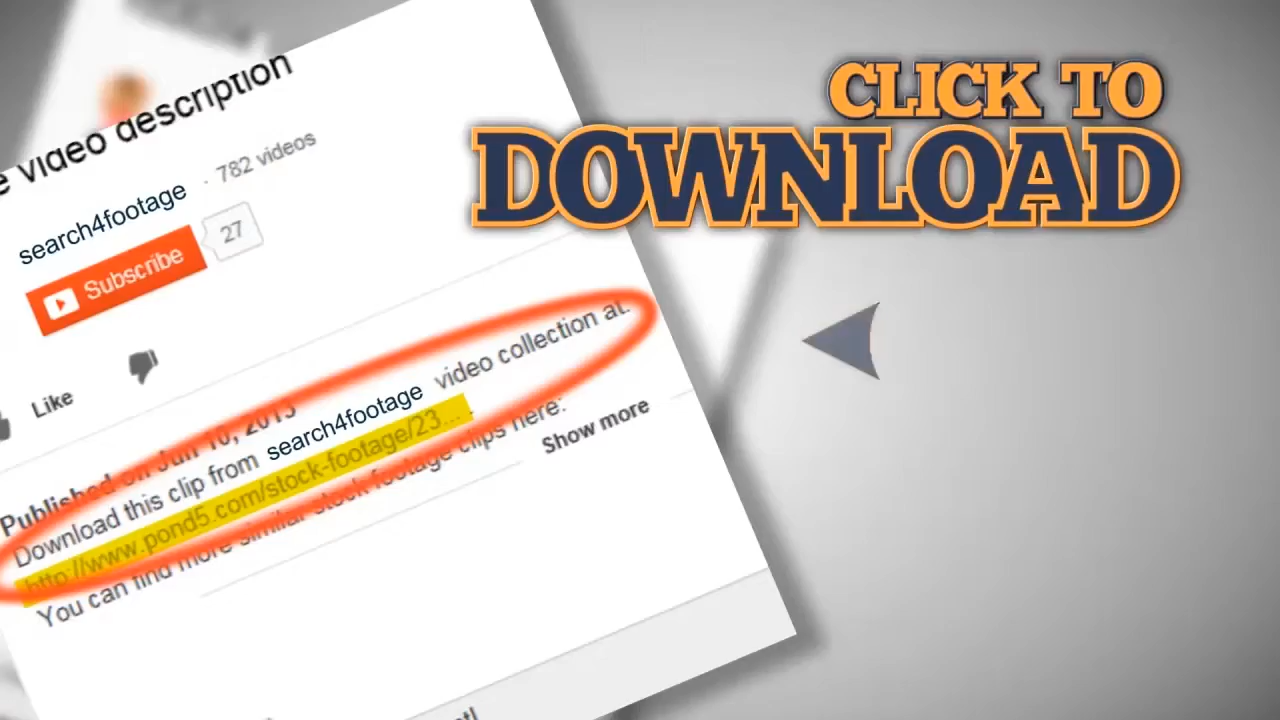 CLICK TO
DOWNLOAD
e video description
search4footage · 782 videos
Subscribe 27
Like
Published on Jun 10, 2013
Download this clip from search4footage video collection at:
http://www.pond5.com/stock-footage/23... .
You can find more similar stock footage clips here:
Show more